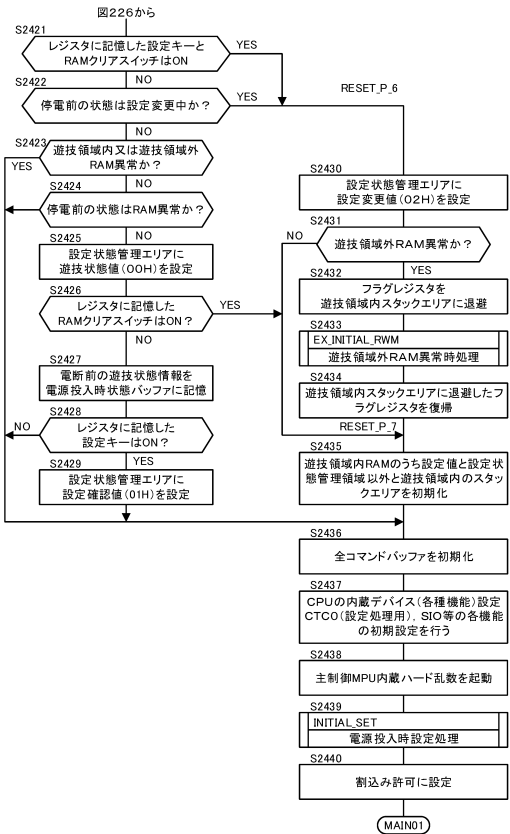 図226から
S2421
レジスタに記憶した設定キーと
RAMクリアスイッチはON
YES
NO
S2422
停電前の状態は設定変更中か？
YES
RESET_P_6
NO
S2423
遊技領域内又は遊技領域外
RAM異常か？
YES
NO
S2424
停電前の状態はRAM異常か？
NO
S2425
設定状態管理エリアに
遊技状態値(00H)を設定
S2426
レジスタに記憶した
RAMクリアスイッチはON？
YES
NO
S2427
電断前の遊技状態情報を
電源投入時状態バッファに記憶
S2428
レジスタに記憶した
設定キーはON？
NO
YES
S2429
設定状態管理エリアに
設定確認値(01H)を設定
S2430
設定状態管理エリアに
設定変更値(02H)を設定
S2431
遊技領域外RAM異常か？
NO
YES
S2432
フラグレジスタを
遊技領域内スタックエリアに退避
S2433
EX_INITIAL_RWM
遊技領域外RAM異常時処理
S2434
遊技領域内スタックエリアに退避したフ
ラグレジスタを復帰
RESET_P_7
S2435
遊技領域内RAMのうち設定値と設定状
態管理領域以外と遊技領域内のスタッ
クエリアを初期化
S2436
全コマンドバッファを初期化
S2437
CPUの内蔵デバイス(各種機能)設定
CTC0(設定処理用)，SIO等の各機能
の初期設定を行う
S2438
主制御MPU内蔵ハード乱数を起動
S2439
INITIAL_SET
電源投入時設定処理
S2440
割込み許可に設定
MAIN01